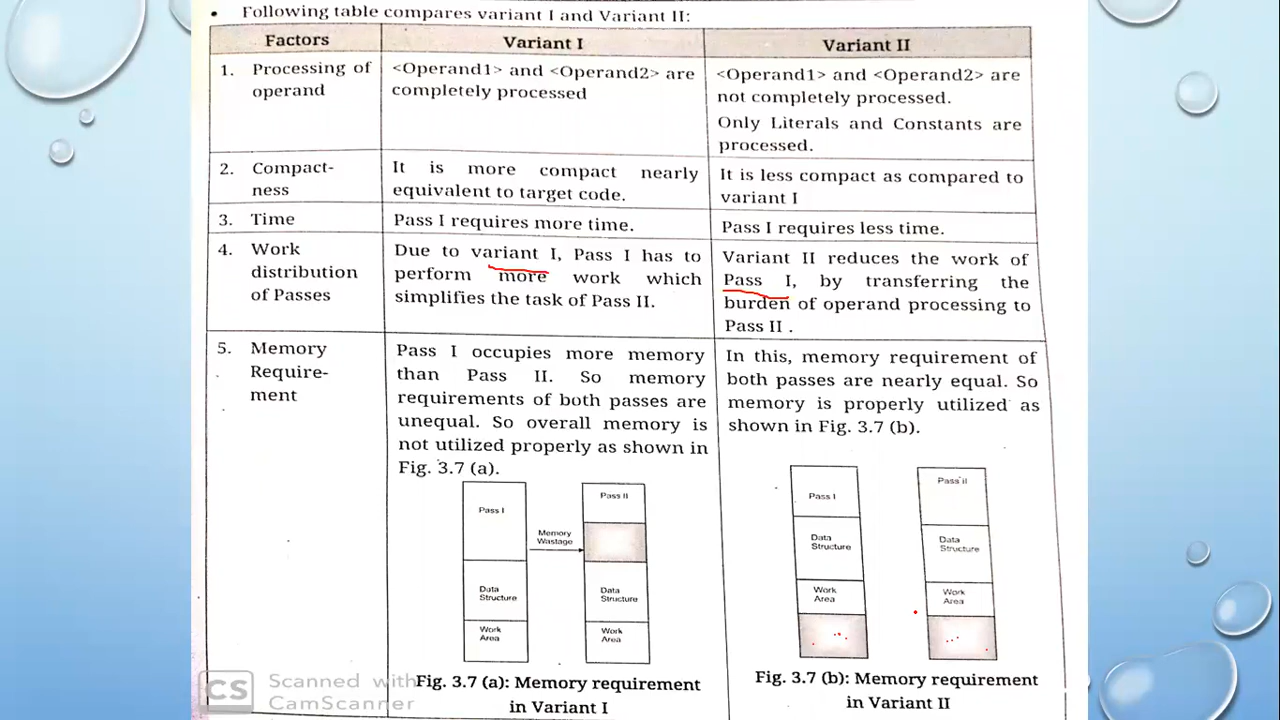 • Following table compares variant I and Variant II:
Factors
Variant I
Variant II
1. Processing of
operand
<Operand1> and <Operand2> are
completely processed
<Operand1> and <Operand2> are
not completely processed.
Only Literals and Constants are
processed.
2. Compact-
ness
It is more compact nearly
equivalent to target code.
It is less compact as compared to
variant I
3. Time
Pass I requires more time.
Pass I requires less time.
4. Work
distribution
of Passes
Due to variant I, Pass I has to
perform more work which
simplifies the task of Pass II.
Variant II reduces the work of
Pass I, by transferring the
burden of operand processing to
Pass II .
5. Memory
Require-
ment
Pass I occupies more memory
than Pass II. So memory
requirements of both passes are
unequal. So overall memory is
not utilized properly as shown in
Fig. 3.7 (a).
Pass I
Data
Structure
Work
Area
Memory
Wastage
Pass II
Data
Structure
Work
Area
Fig. 3.7 (a): Memory requirement
in Variant I
In this, memory requirement of
both passes are nearly equal. So
memory is properly utilized as
shown in Fig. 3.7 (b).
Pass I
Data
Structure
Work
Area
Pass II
Data
Structure
Work
Area
Fig. 3.7 (b): Memory requirement
in Variant II
CS
Scanned with
CamScanner